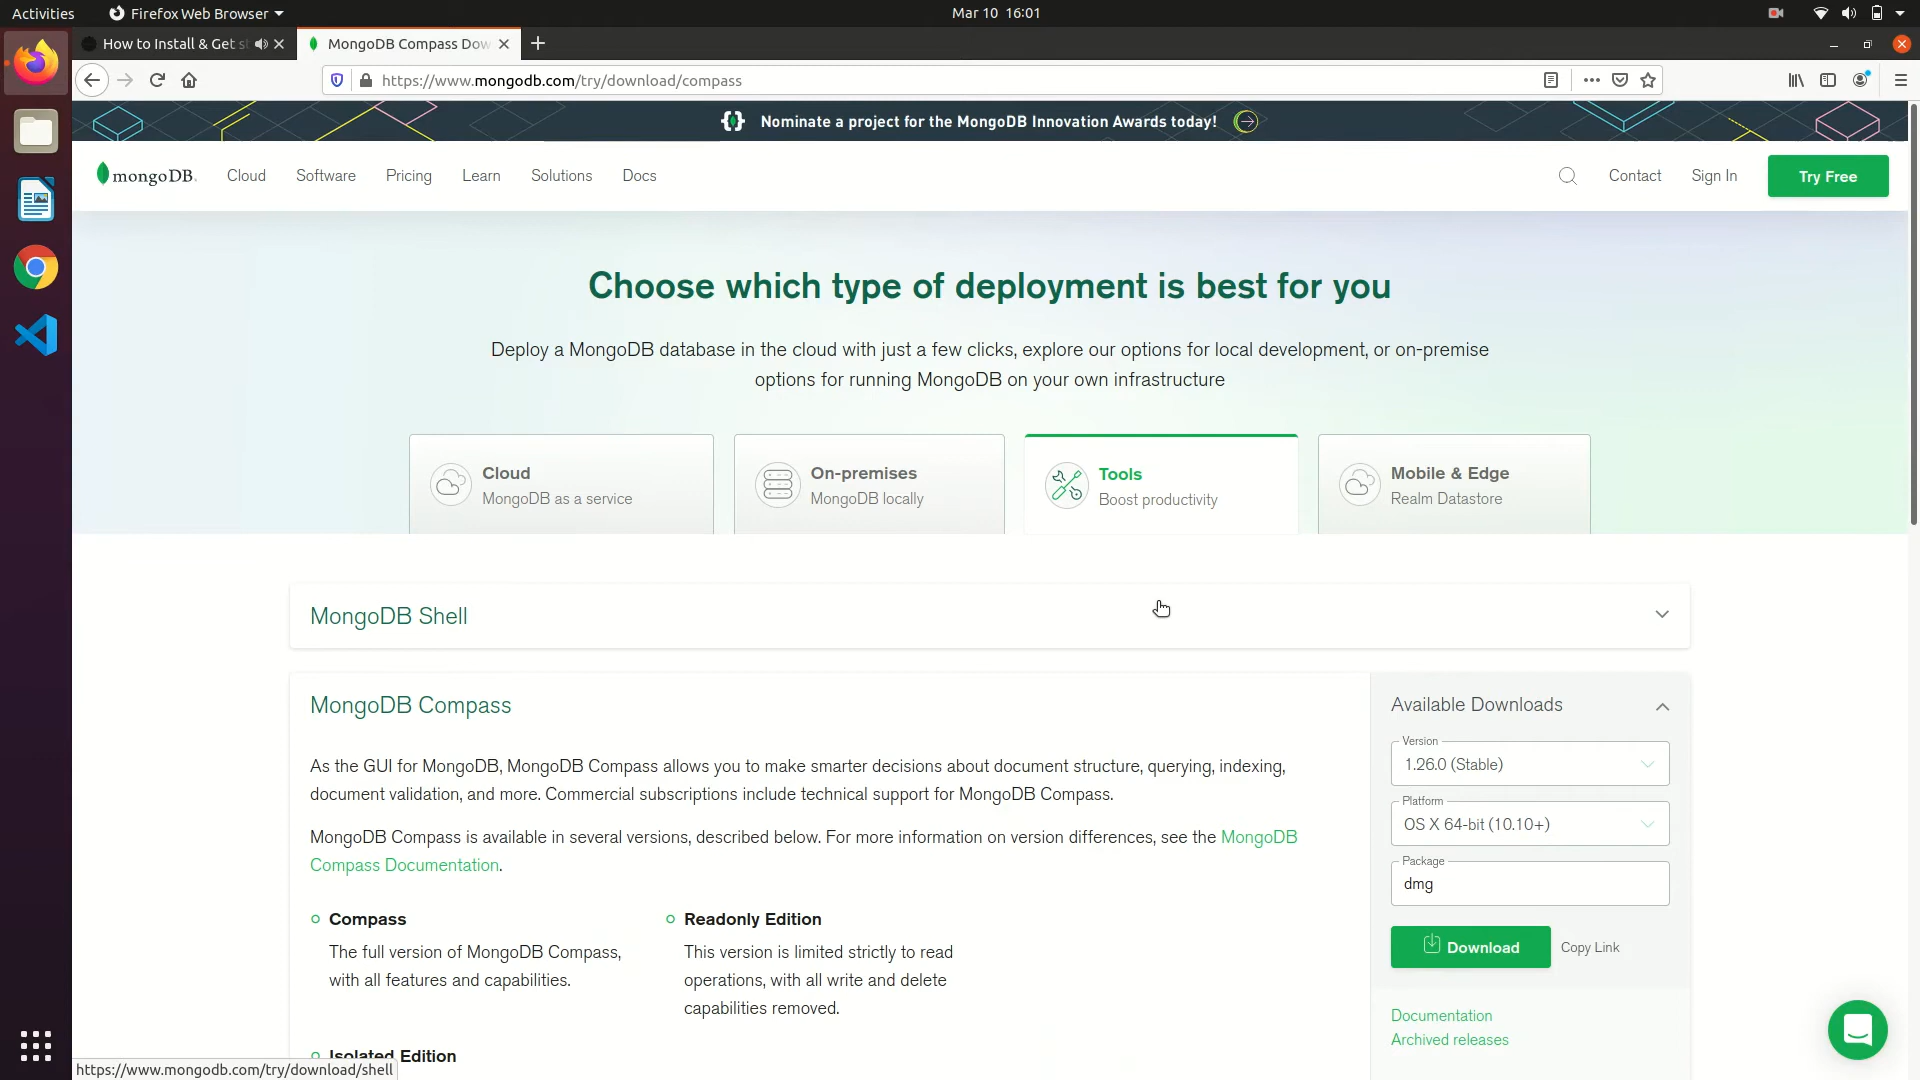 Activities
Firefox Web Browser
Mar 10 16:01
How to Install & Get s
MongoDB Compass Dow
https://www.mongodb.com/try/download/compass
Nominate a project for the MongoDB Innovation Awards today!
mongoDB.
Cloud
Software
Pricing
Learn
Solutions
Docs
Contact
Sign In
Try Free
Choose which type of deployment is best for you
Deploy a MongoDB database in the cloud with just a few clicks, explore our options for local development, or on-premise
options for running MongoDB on your own infrastructure
Cloud
MongoDB as a service
On-premises
MongoDB locally
Tools
Boost productivity
Mobile & Edge
Realm Datastore
MongoDB Shell
MongoDB Compass
As the GUI for MongoDB, MongoDB Compass allows you to make smarter decisions about document structure, querying, indexing,
document validation, and more. Commercial subscriptions include technical support for MongoDB Compass.
MongoDB Compass is available in several versions, described below. For more information on version differences, see the MongoDB
Compass Documentation.
Compass
The full version of MongoDB Compass,
with all features and capabilities.
Readonly Edition
This version is limited strictly to read
operations, with all write and delete
capabilities removed.
Isolated Edition
Available Downloads
Version
1.26.0 (Stable)
Platform
OS X 64-bit (10.10+)
Package
dmg
Download
Copy Link
Documentation
Archived releases
https://www.mongodb.com/try/download/shell